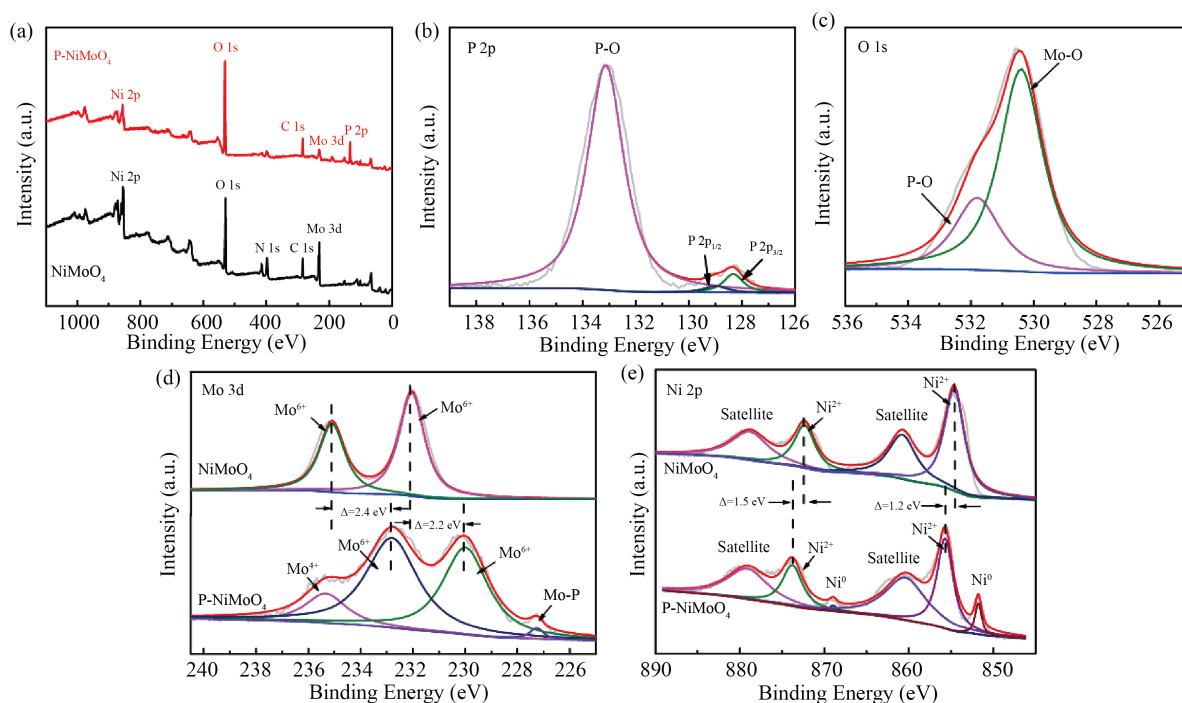 (a)
P-NiMoO₄
O 1s
Ni 2p
C 1s
Mo 3d
P 2p
Ni 2p
O 1s
N 1s
C 1s
Mo 3d
NiMoO₄
Intensity (a.u.)
1000 800 600 400 200 0
Binding Energy (eV)
(b)
P 2p
P-O
P 2p1/2
P 2p3/2
Intensity (a.u.)
138 136 134 132 130 128 126
Binding Energy (eV)
(c)
O 1s
Mo-O
P-O
Intensity (a.u.)
536 534 532 530 528 526
Binding Energy (eV)
(d)
Mo 3d
Mo⁶⁺
Mo⁶⁺
NiMoO₄
Δ=2.4 eV
Δ=2.2 eV
Mo⁴⁺
Mo⁶⁺
Mo⁶⁺
Mo-P
P-NiMoO₄
Intensity (a.u.)
240 238 236 234 232 230 228 226
Binding Energy (eV)
(e)
Ni 2p
Satellite
Ni²⁺
Satellite
Ni²⁺
NiMoO₄
Δ=1.5 eV
Δ=1.2 eV
Satellite
Ni²⁺
Ni⁰
Satellite
Ni²⁺
Ni⁰
P-NiMoO₄
Intensity (a.u.)
890 880 870 860 850
Binding Energy (eV)